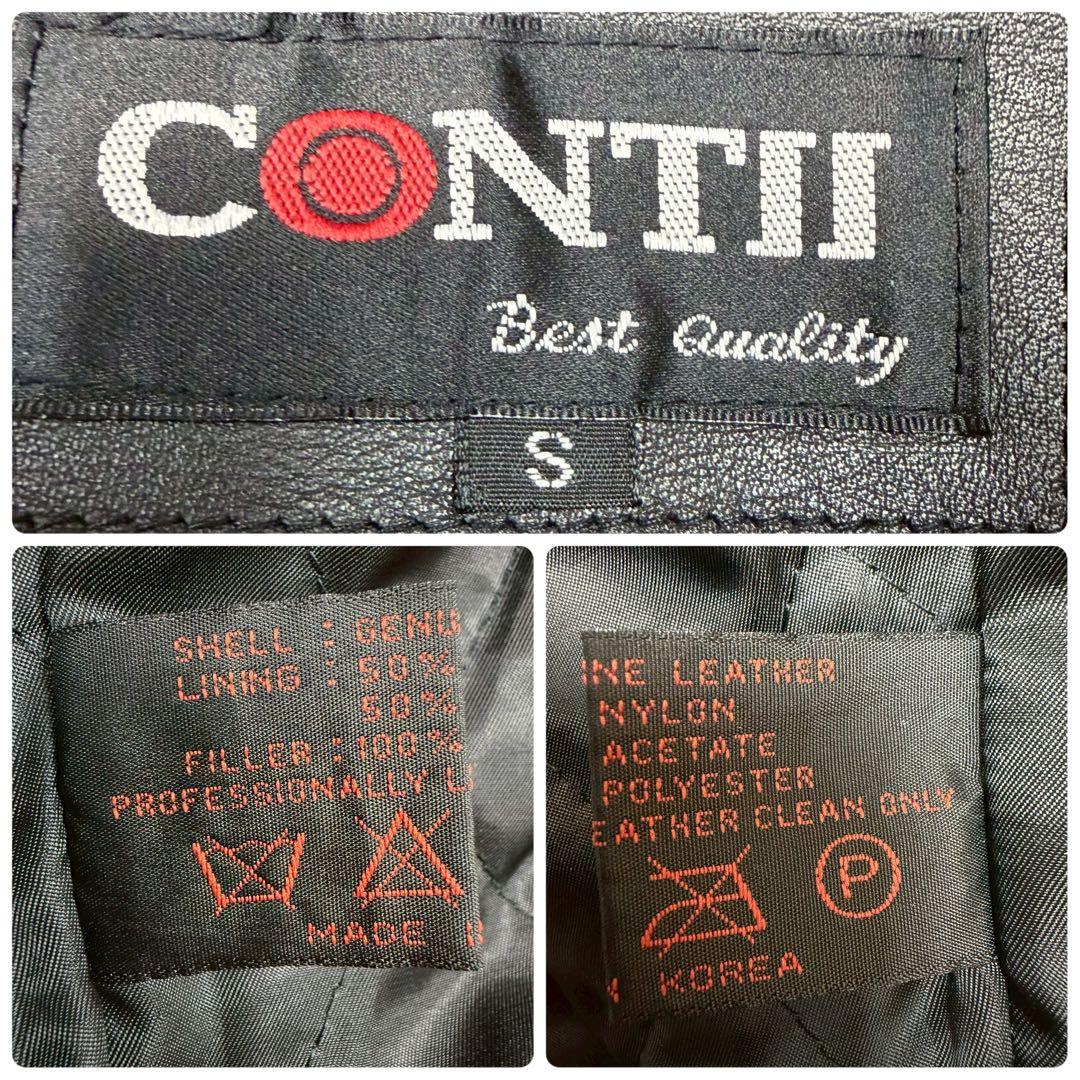 CONTII
Best Quality
S
SHELL : GENU
LINING : 50%
50%
FILLER : 100%
PROFESSIONALLY L
MADE
INE LEATHER
NYLON
ACETATE
POLYESTER
EATHER CLEAN ONLY
P
KOREA